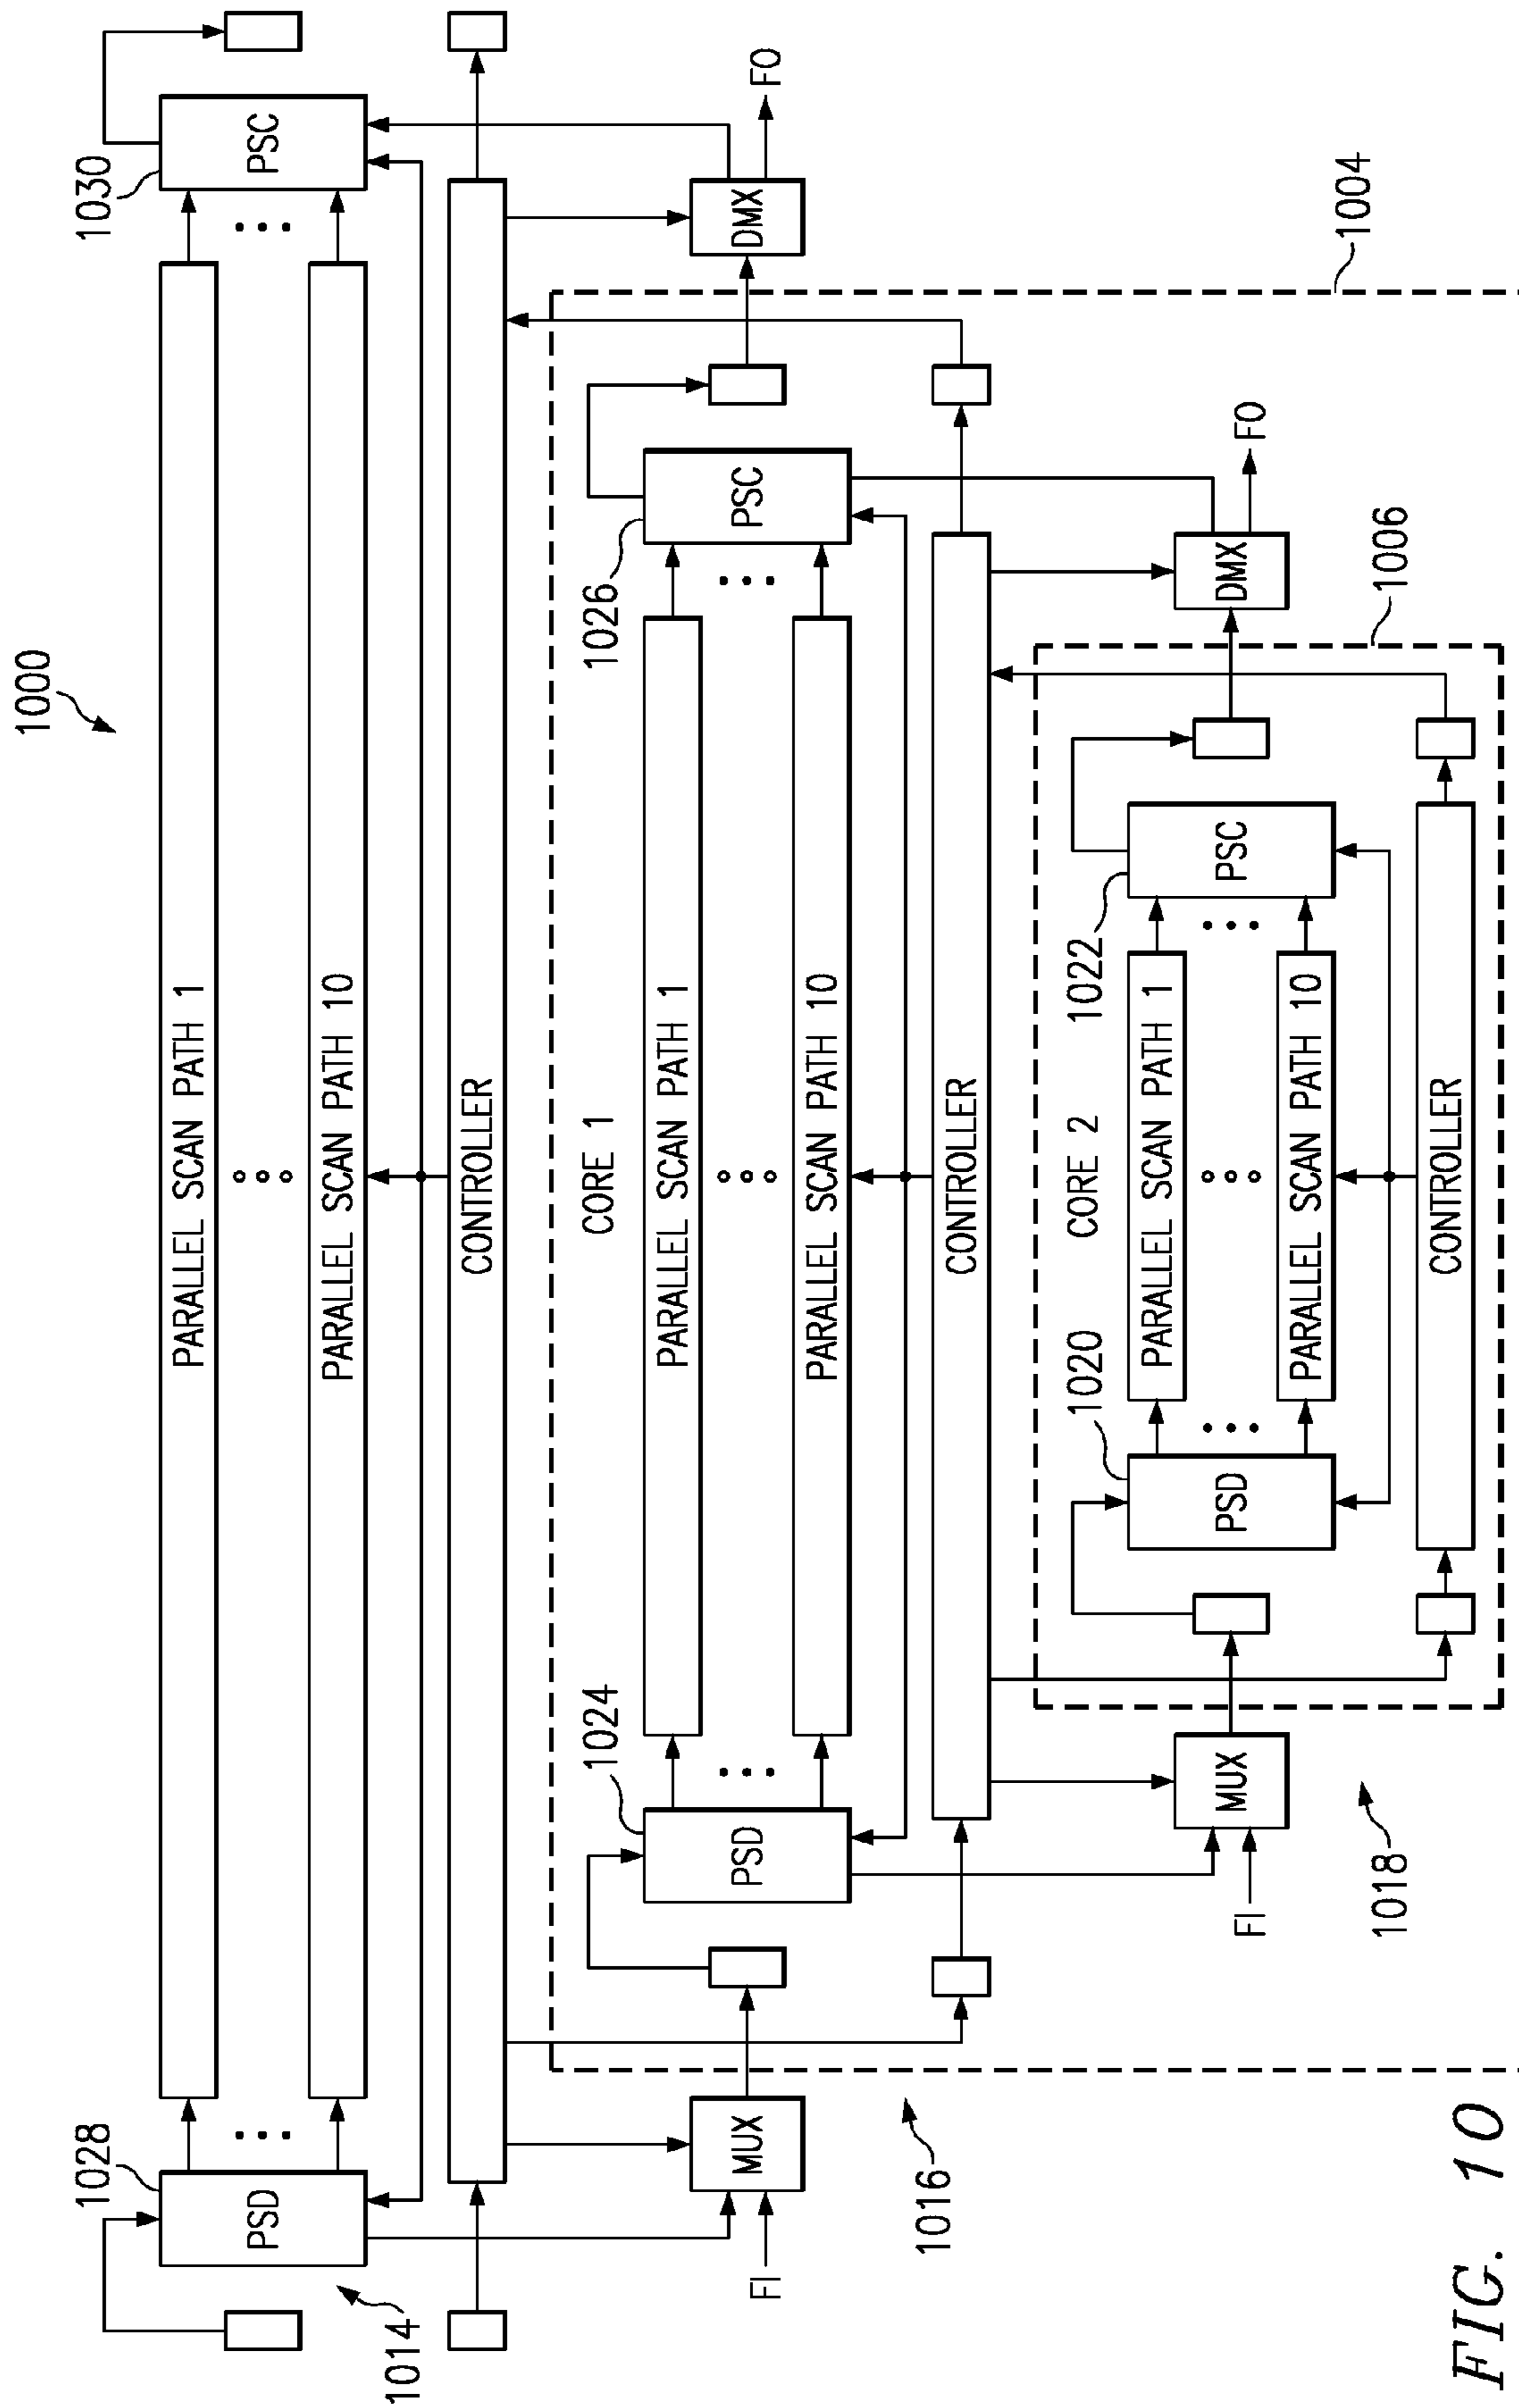 1000
1028
PSD
PARALLEL SCAN PATH 1
PARALLEL SCAN PATH 10
1030
PSC
1014
CONTROLLER
FI
MUX
DMX
FO
1016
1004
CORE 1
1024
PSD
PARALLEL SCAN PATH 1
PARALLEL SCAN PATH 10
1026
PSC
CONTROLLER
FI
MUX
DMX
FO
1018
1006
CORE 2
1020
PSD
PARALLEL SCAN PATH 1
PARALLEL SCAN PATH 10
1022
PSC
CONTROLLER
FIG. 10